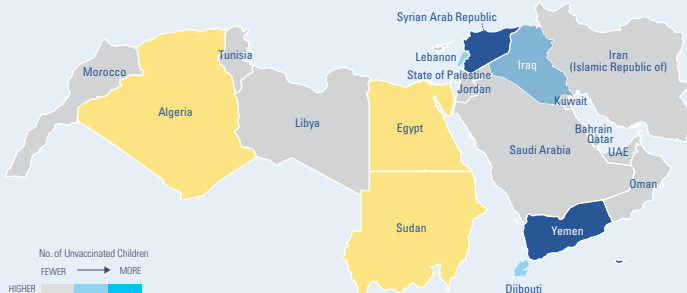 Syrian Arab Republic
Tunisia
Lebanon
Iran
(Islamic Republic of)
Iraq
Morocco
State of Palestine
Jordan
Kuwait
Algeria
Libya
Egypt
Bahrain
Qatar
Saudi Arabia
UAE
Oman
Sudan
Yemen
No. of Unvaccinated Children
FEWER
MORE
HIGHER
Djibouti